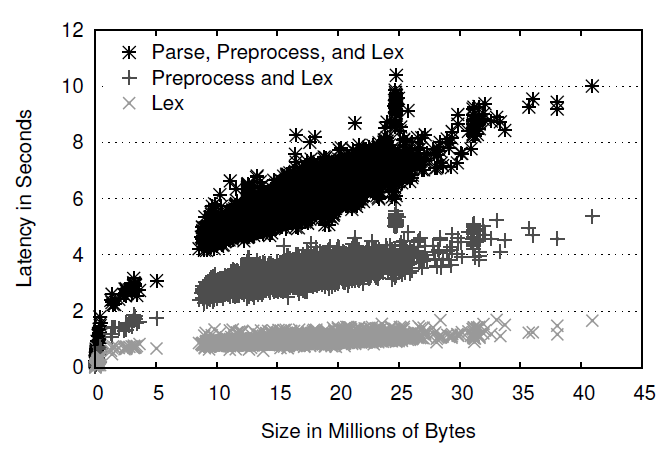 12
10
8
6
4
2
0
Latency in Seconds
Parse, Preprocess, and Lex
Preprocess and Lex
Lex
0 5 10 15 20 25 30 35 40 45
Size in Millions of Bytes